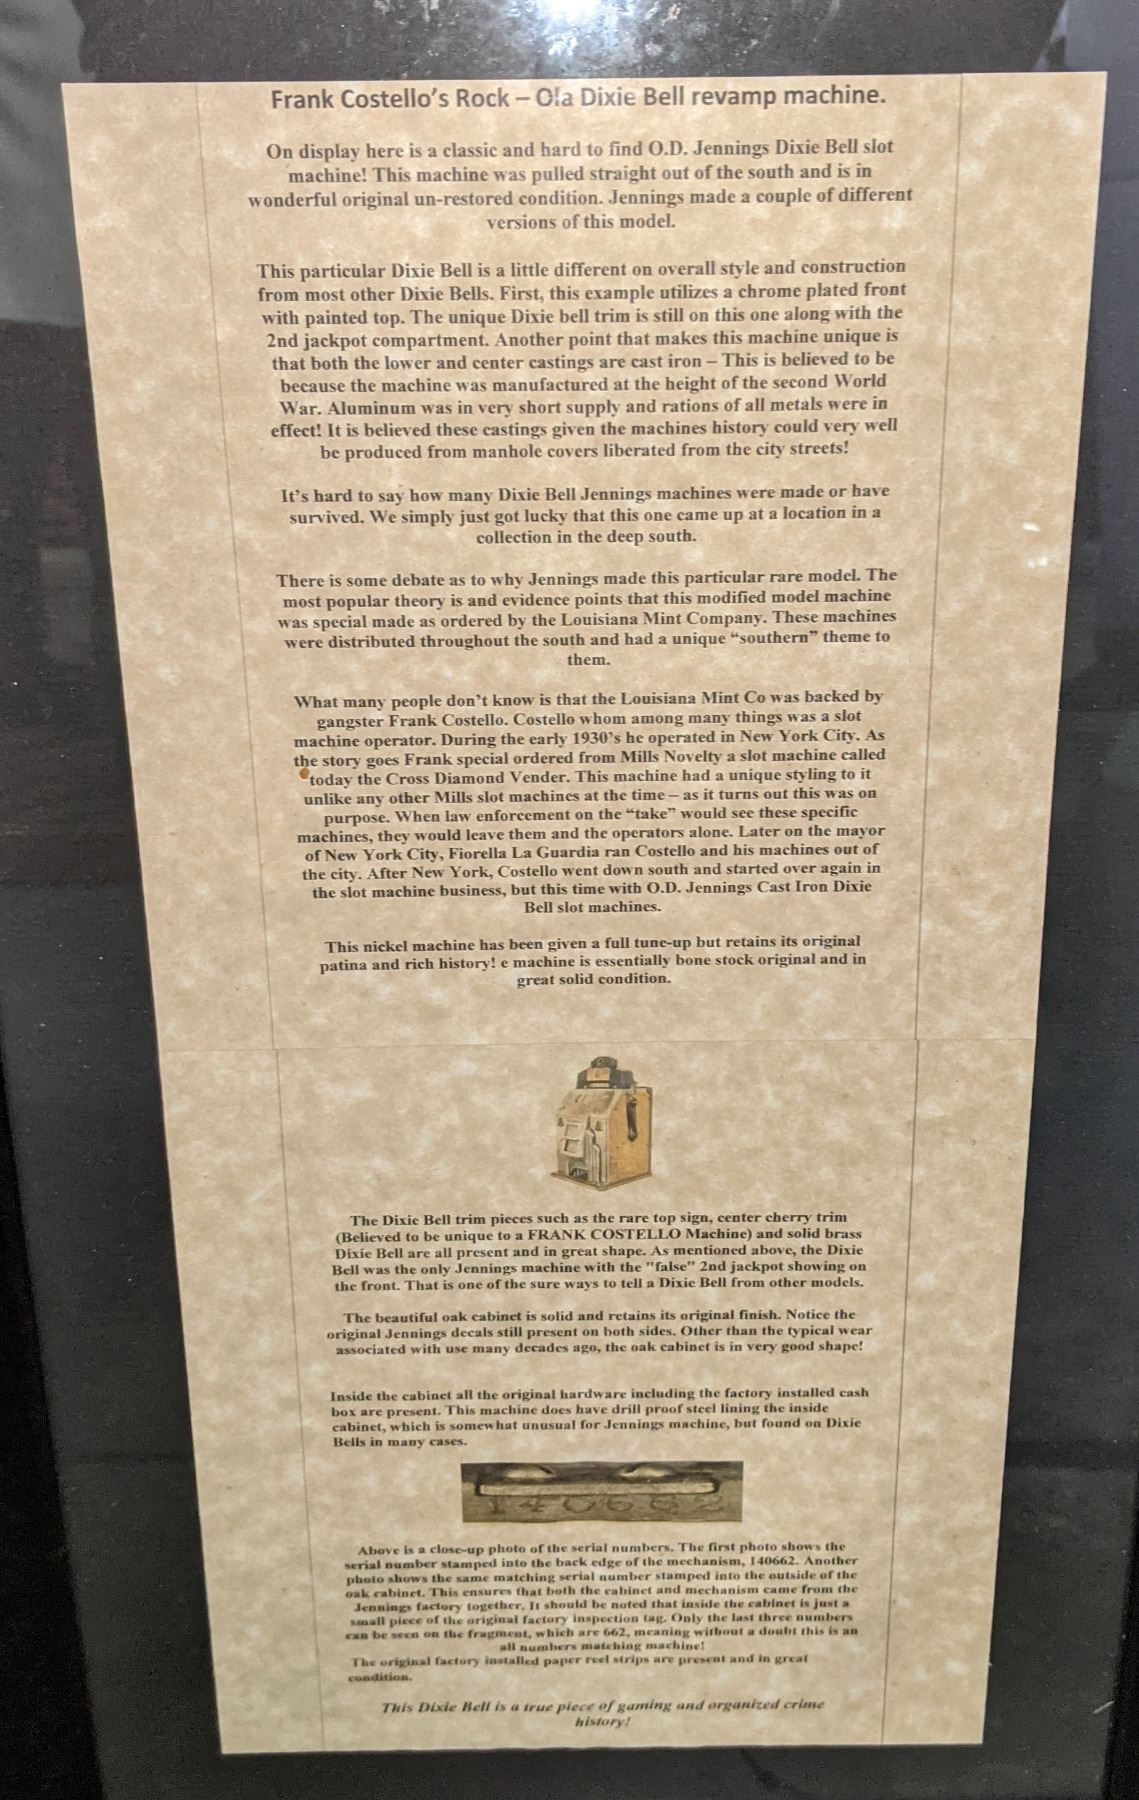 Frank Costello's Rock – Ola Dixie Bell revamp machine.
On display here is a classic and hard to find O.D. Jennings Dixie Bell slot
machine! This machine was pulled straight out of the south and is in
wonderful original un-restored condition. Jennings made a couple of different
versions of this model.
This particular Dixie Bell is a little different on overall style and construction
from most other Dixie Bells. First, this example utilizes a chrome plated front
with painted top. The unique Dixie bell trim is still on this one along with the
2nd jackpot compartment. Another point that makes this machine unique is
that both the lower and center castings are cast iron – This is believed to be
because the machine was manufactured at the height of the second World
War. Aluminum was in very short supply and rations of all metals were in
effect! It is believed these castings given the machines history could very well
be produced from manhole covers liberated from the city streets!
It's hard to say how many Dixie Bell Jennings machines were made or have
survived. We simply just got lucky that this one came up at a location in a
collection in the deep south.
There is some debate as to why Jennings made this particular rare model. The
most popular theory is and evidence points that this modified model machine
was special made as ordered by the Louisiana Mint Company. These machines
were distributed throughout the south and had a unique “southern” theme to
them.
What many people don't know is that the Louisiana Mint Co was backed by
gangster Frank Costello. Costello whom among many things was a slot
machine operator. During the early 1930's he operated in New York City. As
the story goes Frank special ordered from Mills Novelty a slot machine called
today the Cross Diamond Vender. This machine had a unique styling to it
unlike any other Mills slot machines at the time – as it turns out this was on
purpose. When law enforcement on the “take” would see these specific
machines, they would leave them and the operators alone. Later on the mayor
of New York City, Fiorella La Guardia ran Costello and his machines out of
the city. After New York, Costello went down south and started over again in
the slot machine business, but this time with O.D. Jennings Cast Iron Dixie
Bell slot machines.
This nickel machine has been given a full tune-up but retains its original
patina and rich history! e machine is essentially bone stock original and in
great solid condition.
The Dixie Bell trim pieces such as the rare top sign, center cherry trim
(Believed to be unique to a FRANK COSTELLO Machine) and solid brass
Dixie Bell are all present and in great shape. As mentioned above, the Dixie
Bell was the only Jennings machine with the "false" 2nd jackpot showing on
the front. That is one of the sure ways to tell a Dixie Bell from other models.
The beautiful oak cabinet is solid and retains its original finish. Notice the
original Jennings decals still present on both sides. Other than the typical wear
associated with use many decades ago, the oak cabinet is in very good shape!
Inside the cabinet all the original hardware including the factory installed cash
box are present. This machine does have drill proof steel lining the inside
cabinet, which is somewhat unusual for Jennings machine, but found on Dixie
Bells in many cases.
140662
Above is a close-up photo of the serial numbers. The first photo shows the
serial number stamped into the back edge of the mechanism, 140662. Another
photo shows the same matching serial number stamped into the outside of the
oak cabinet. This ensures that both the cabinet and mechanism came from the
Jennings factory together. It should be noted that inside the cabinet is just a
small piece of the original factory inspection tag. Only the last three numbers
can be seen on the fragment, which are 662, meaning without a doubt this is an
all numbers matching machine!
The original factory installed paper reel strips are present and in great
condition.
This Dixie Bell is a true piece of gaming and organized crime
history!